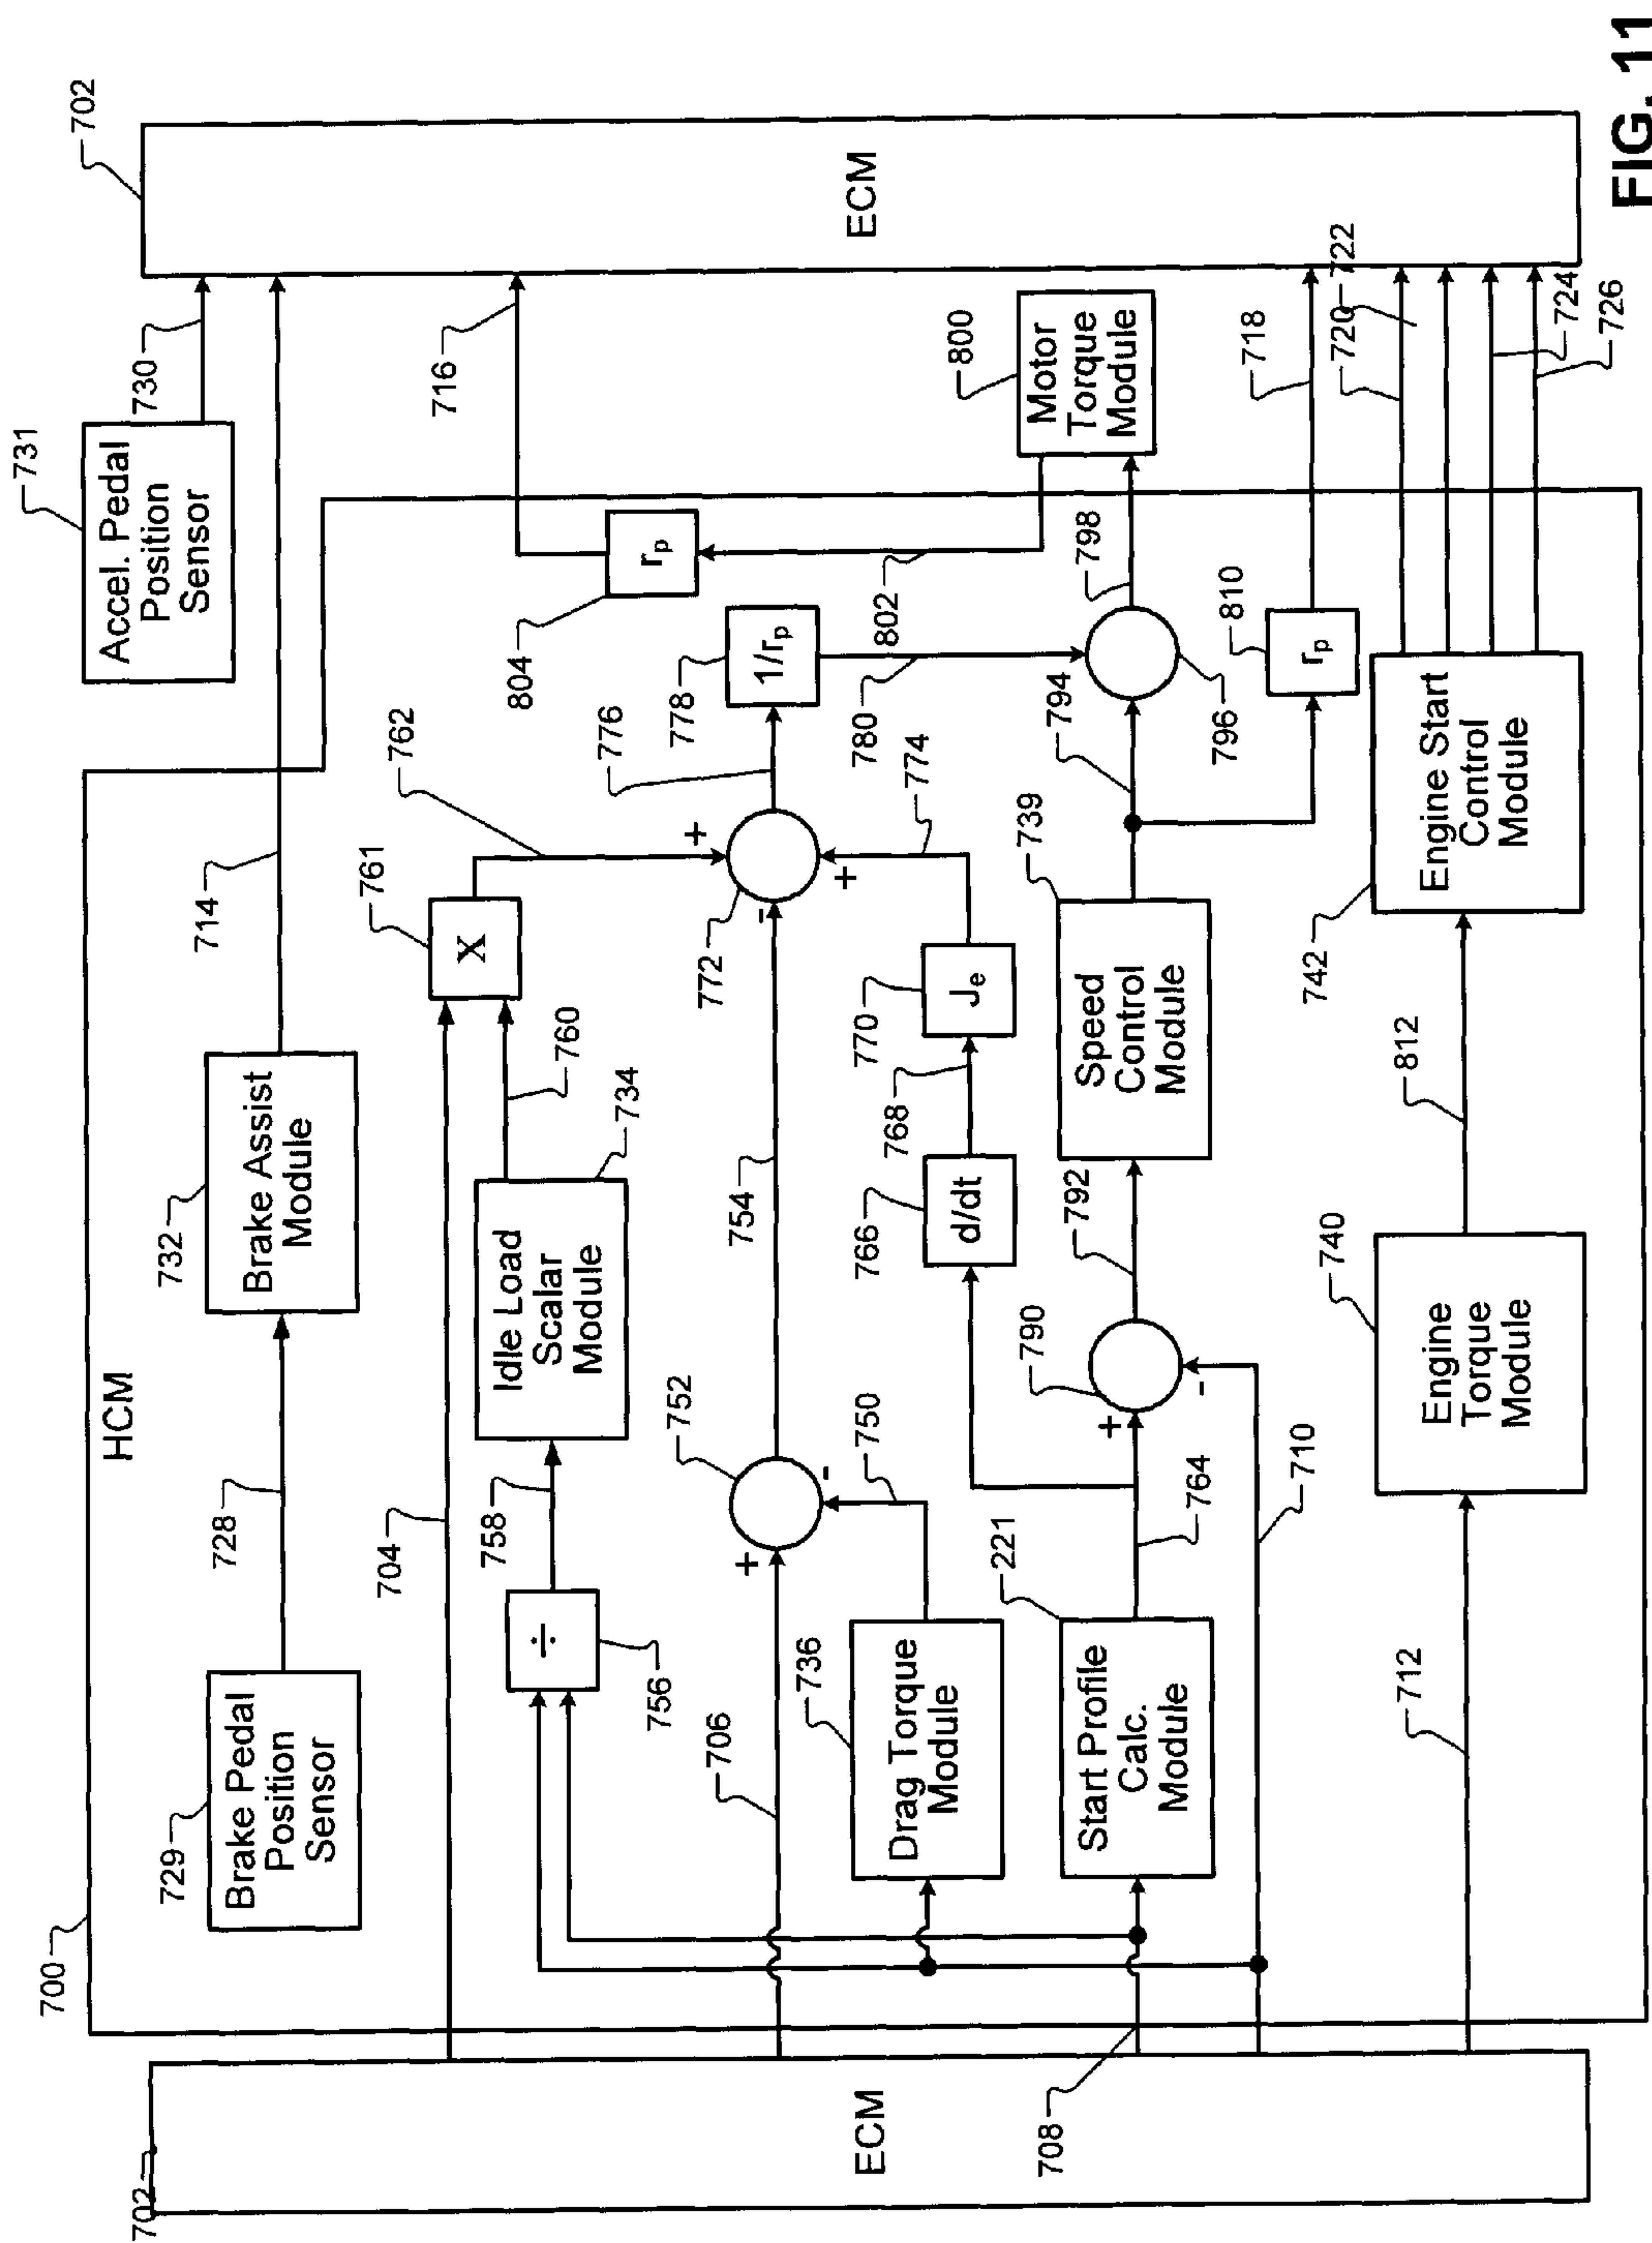 FIG. 11
HCM
700
702
ECM
708
702
ECM
729
Brake Pedal
Position
Sensor
728
732
Brake Assist
Module
714
731
Accel. Pedal
Position
Sensor
730
704
758
÷
756
Idle Load
Scalar
Module
734
760
761
X
762
716
706
+
752
-
750
754
-
772
+
+
774
776
778
1/rp
780
804
rp
802
736
Drag Torque
Module
766
d/dt
768
770
Je
221
Start Profile
Calc.
Module
764
+
790
-
710
792
739
Speed
Control
Module
794
796
798
800
Motor
Torque
Module
810
rp
718
712
740
Engine
Torque
Module
812
742
Engine Start
Control
Module
720
722
724
726